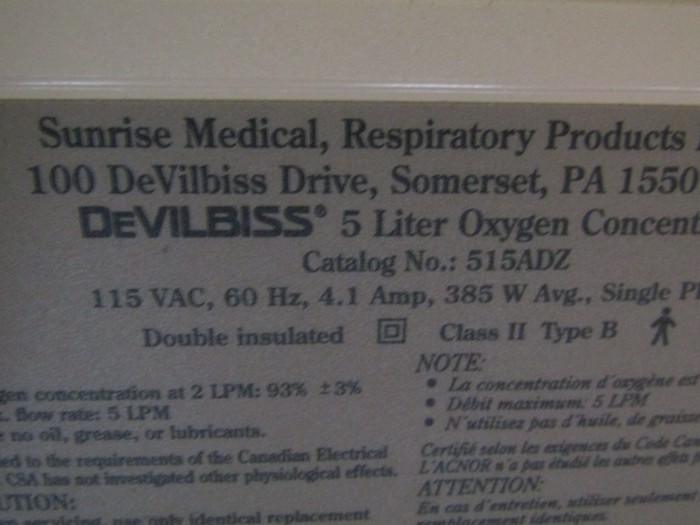 Sunrise Medical, Respiratory Products
100 DeVilbiss Drive, Somerset, PA 1550
DEVILBISS® 5 Liter Oxygen Concent
Catalog No.: 515ADZ
115 VAC, 60 Hz, 4.1 Amp, 385 W Avg., Single Ph
Double insulated Class II Type B
gen concentration at 2 LPM: 93% ±3%
. flow rate: 5 LPM
no oil, grease, or lubricants.
ed to the requirements of the Canadian Electrical
CSA has not investigated other physiological effects.
UTION:
servicing, use only identical replacement
NOTE:
• La concentration d'oxygène est
• Débit maximum: 5 LPM
• N'utilisez pas d'huile, de graiss
Certifié selon les exigences du Code Can
L'ACNOR n'a pas étudié les autres effets
ATTENTION:
En cas d'entretien, utiliser seulement
remplacement identiques.